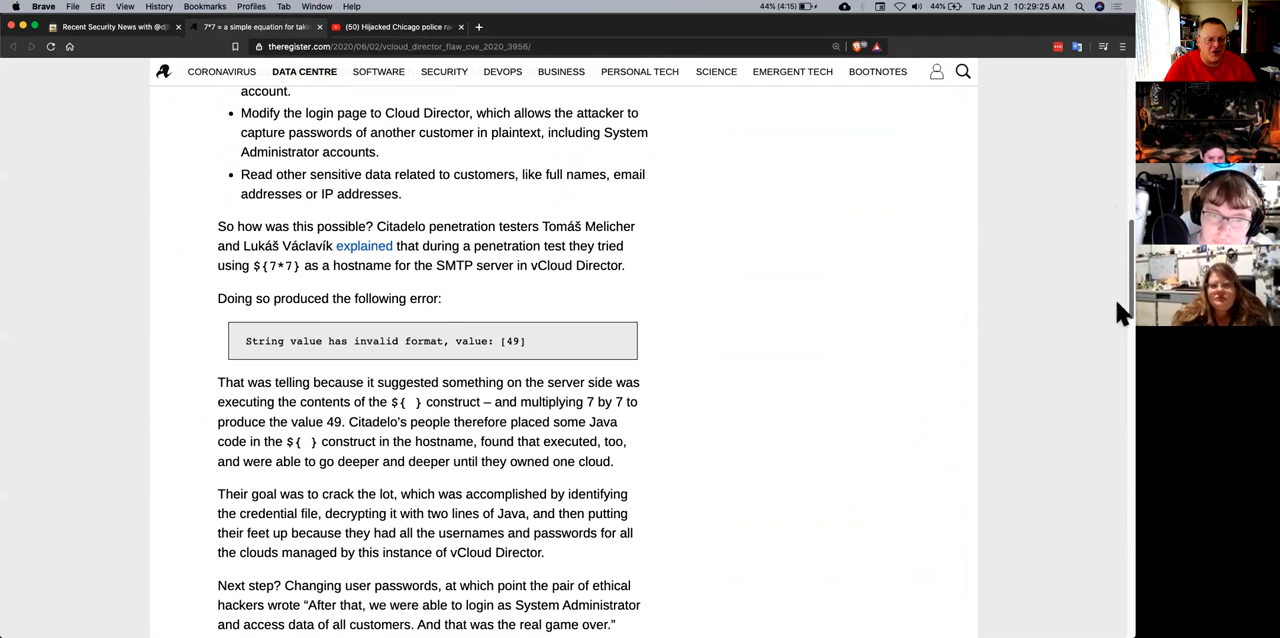 Brave File Edit View History Bookmarks Profiles Tab Window Help 44% (4:15) 44% Tue Jun 2 10:29:25 AM
Recent Security News with @dj 7*7 = a simple equation for taki (50) Hijacked Chicago police ra
theregister.com/2020/06/02/vcloud_director_flaw_cve_2020_3956/
CORONAVIRUS DATA CENTRE SOFTWARE SECURITY DEVOPS BUSINESS PERSONAL TECH SCIENCE EMERGENT TECH BOOTNOTES
account.
• Modify the login page to Cloud Director, which allows the attacker to
capture passwords of another customer in plaintext, including System
Administrator accounts.
• Read other sensitive data related to customers, like full names, email
addresses or IP addresses.
So how was this possible? Citadelo penetration testers Tomáš Melicher
and Lukáš Václavík explained that during a penetration test they tried
using ${7*7} as a hostname for the SMTP server in vCloud Director.
Doing so produced the following error:
String value has invalid format, value: [49]
That was telling because it suggested something on the server side was
executing the contents of the ${ } construct – and multiplying 7 by 7 to
produce the value 49. Citadelo's people therefore placed some Java
code in the ${ } construct in the hostname, found that executed, too,
and were able to go deeper and deeper until they owned one cloud.
Their goal was to crack the lot, which was accomplished by identifying
the credential file, decrypting it with two lines of Java, and then putting
their feet up because they had all the usernames and passwords for all
the clouds managed by this instance of vCloud Director.
Next step? Changing user passwords, at which point the pair of ethical
hackers wrote “After that, we were able to login as System Administrator
and access data of all customers. And that was the real game over.”